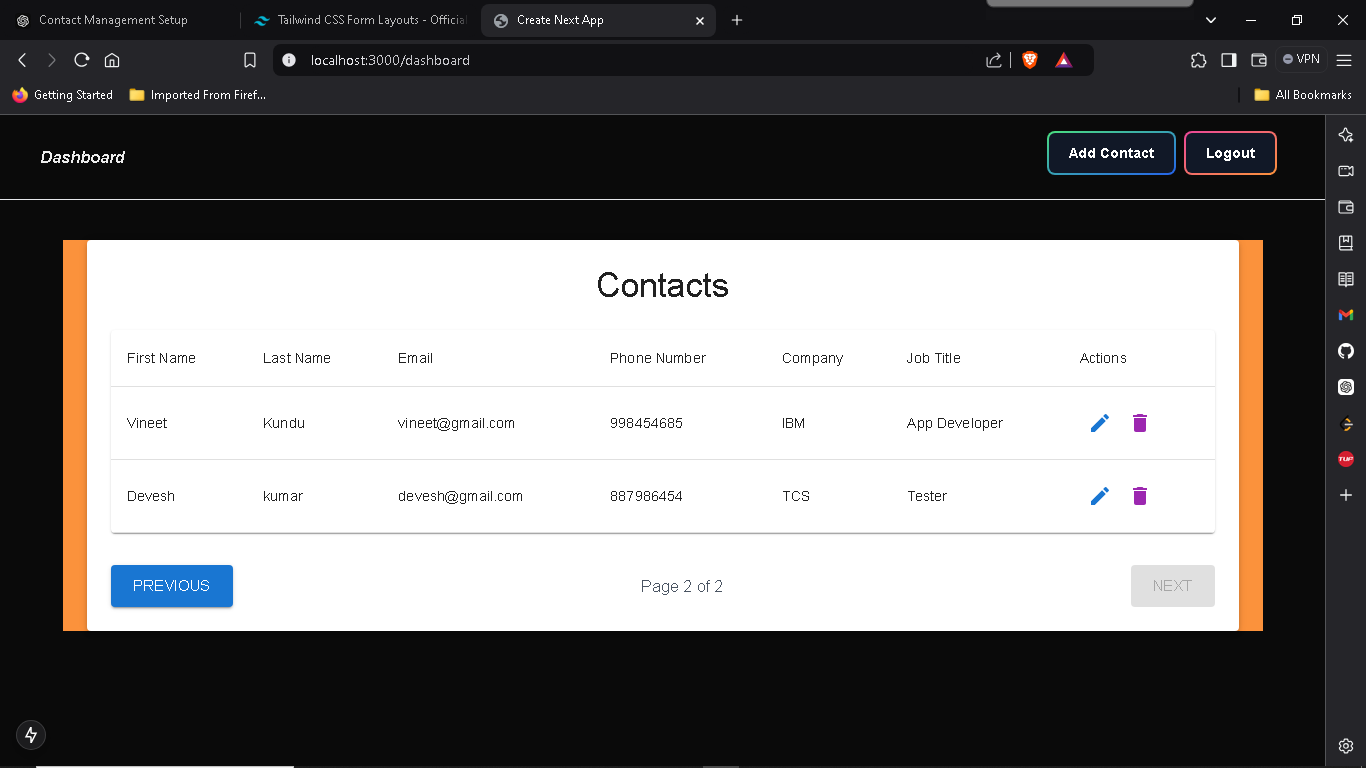 Contact Management Setup
Tailwind CSS Form Layouts - Official
Create Next App
localhost:3000/dashboard
VPN
Getting Started
Imported From Firef...
All Bookmarks
Dashboard
Add Contact
Logout
Contacts
First Name Last Name Email Phone Number Company Job Title Actions
Vineet Kundu vineet@gmail.com 998454685 IBM App Developer
Devesh kumar devesh@gmail.com 887986454 TCS Tester
PREVIOUS Page 2 of 2 NEXT
TUF